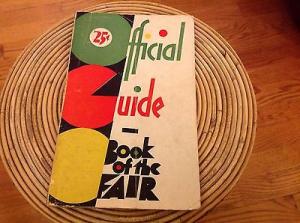 25¢
Official
Guide
Book
of the
FAIR